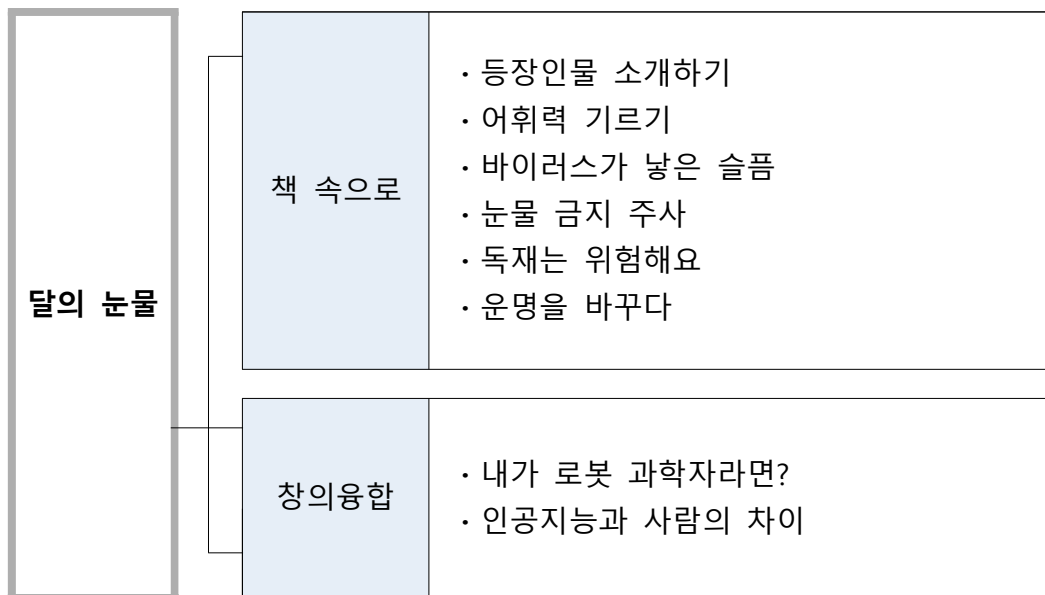 달의 눈물
책 속으로
· 등장인물 소개하기
· 어휘력 기르기
· 바이러스가 낳은 슬픔
· 눈물 금지 주사
· 독재는 위험해요
· 운명을 바꾸다
창의융합
· 내가 로봇 과학자라면?
· 인공지능과 사람의 차이